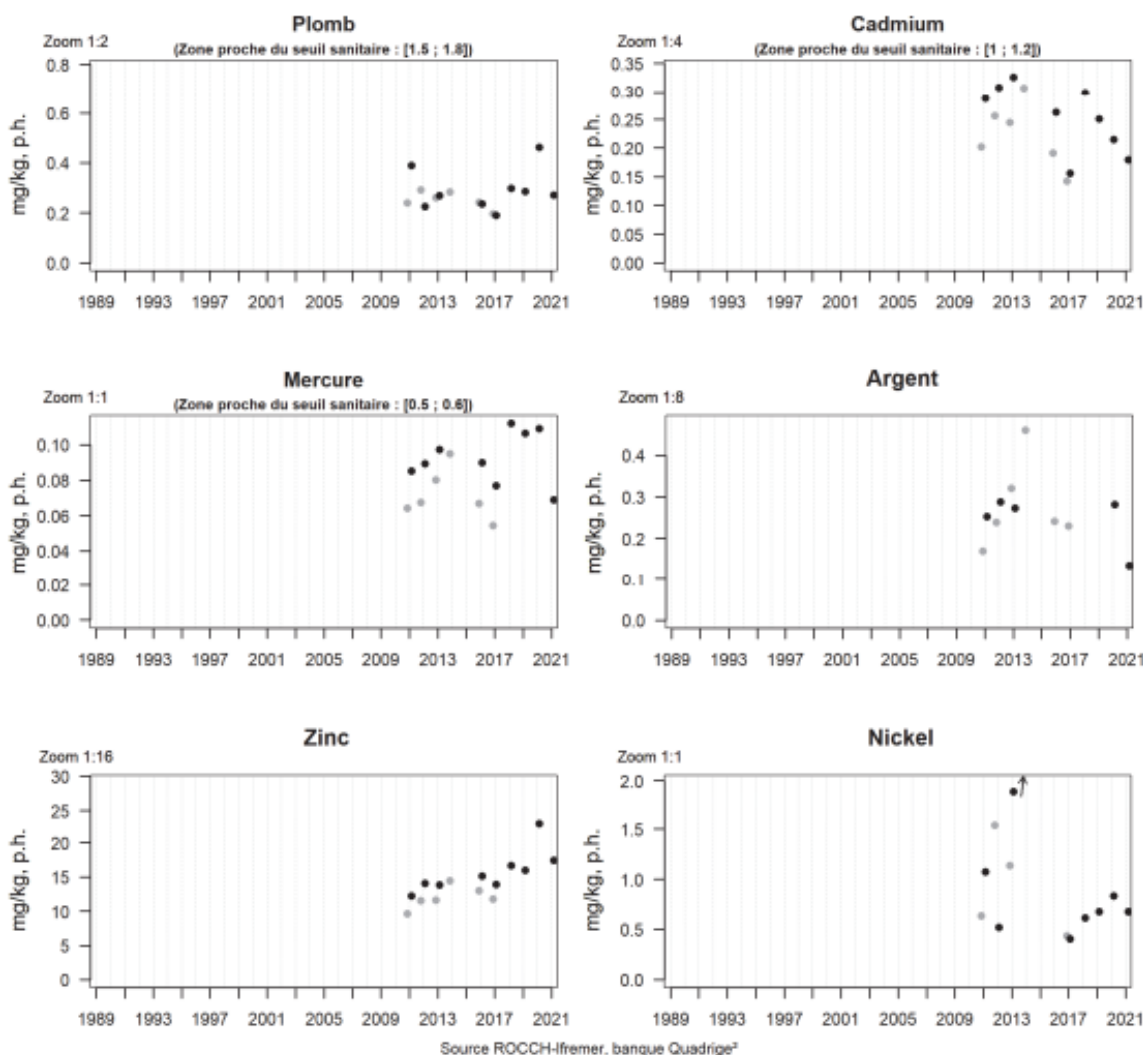 Plomb
Zoom 1:2
(Zone proche du seuil sanitaire : [1.5 ; 1.8])
0.8
0.6
0.4
0.2
0.0
mg/kg, p.h.
1989 1993 1997 2001 2005 2009 2013 2017 2021
Cadmium
Zoom 1:4
(Zone proche du seuil sanitaire : [1 ; 1.2])
0.35
0.30
0.25
0.20
0.15
0.10
0.05
0.00
mg/kg, p.h.
1989 1993 1997 2001 2005 2009 2013 2017 2021
Mercure
Zoom 1:1
(Zone proche du seuil sanitaire : [0.5 ; 0.6])
0.10
0.08
0.06
0.04
0.02
0.00
mg/kg, p.h.
1989 1993 1997 2001 2005 2009 2013 2017 2021
Argent
Zoom 1:8
0.4
0.3
0.2
0.1
0.0
mg/kg, p.h.
1989 1993 1997 2001 2005 2009 2013 2017 2021
Zinc
Zoom 1:16
30
25
20
15
10
5
0
mg/kg, p.h.
1989 1993 1997 2001 2005 2009 2013 2017 2021
Nickel
Zoom 1:1
2.0
1.5
1.0
0.5
0.0
mg/kg, p.h.
1989 1993 1997 2001 2005 2009 2013 2017 2021
Source ROCCH-Ifremer, banque Quadrige²